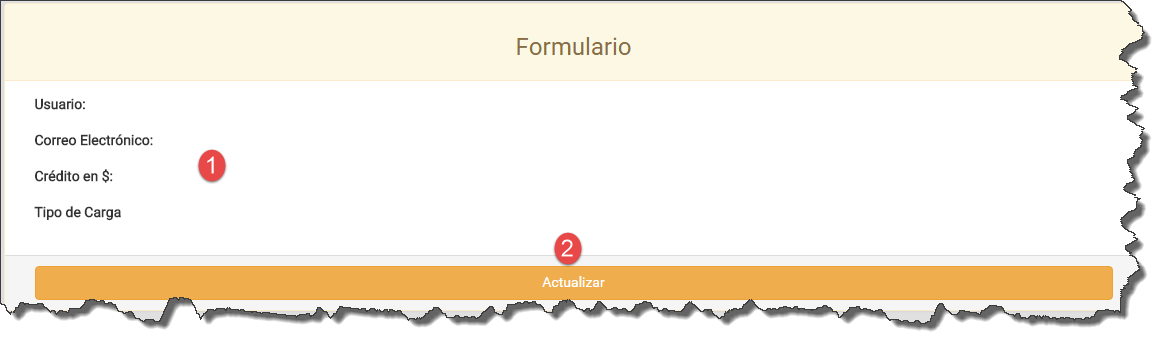 Formulario
Usuario:
Correo Electrónico:
1
Crédito en $:
Tipo de Carga
2
Actualizar